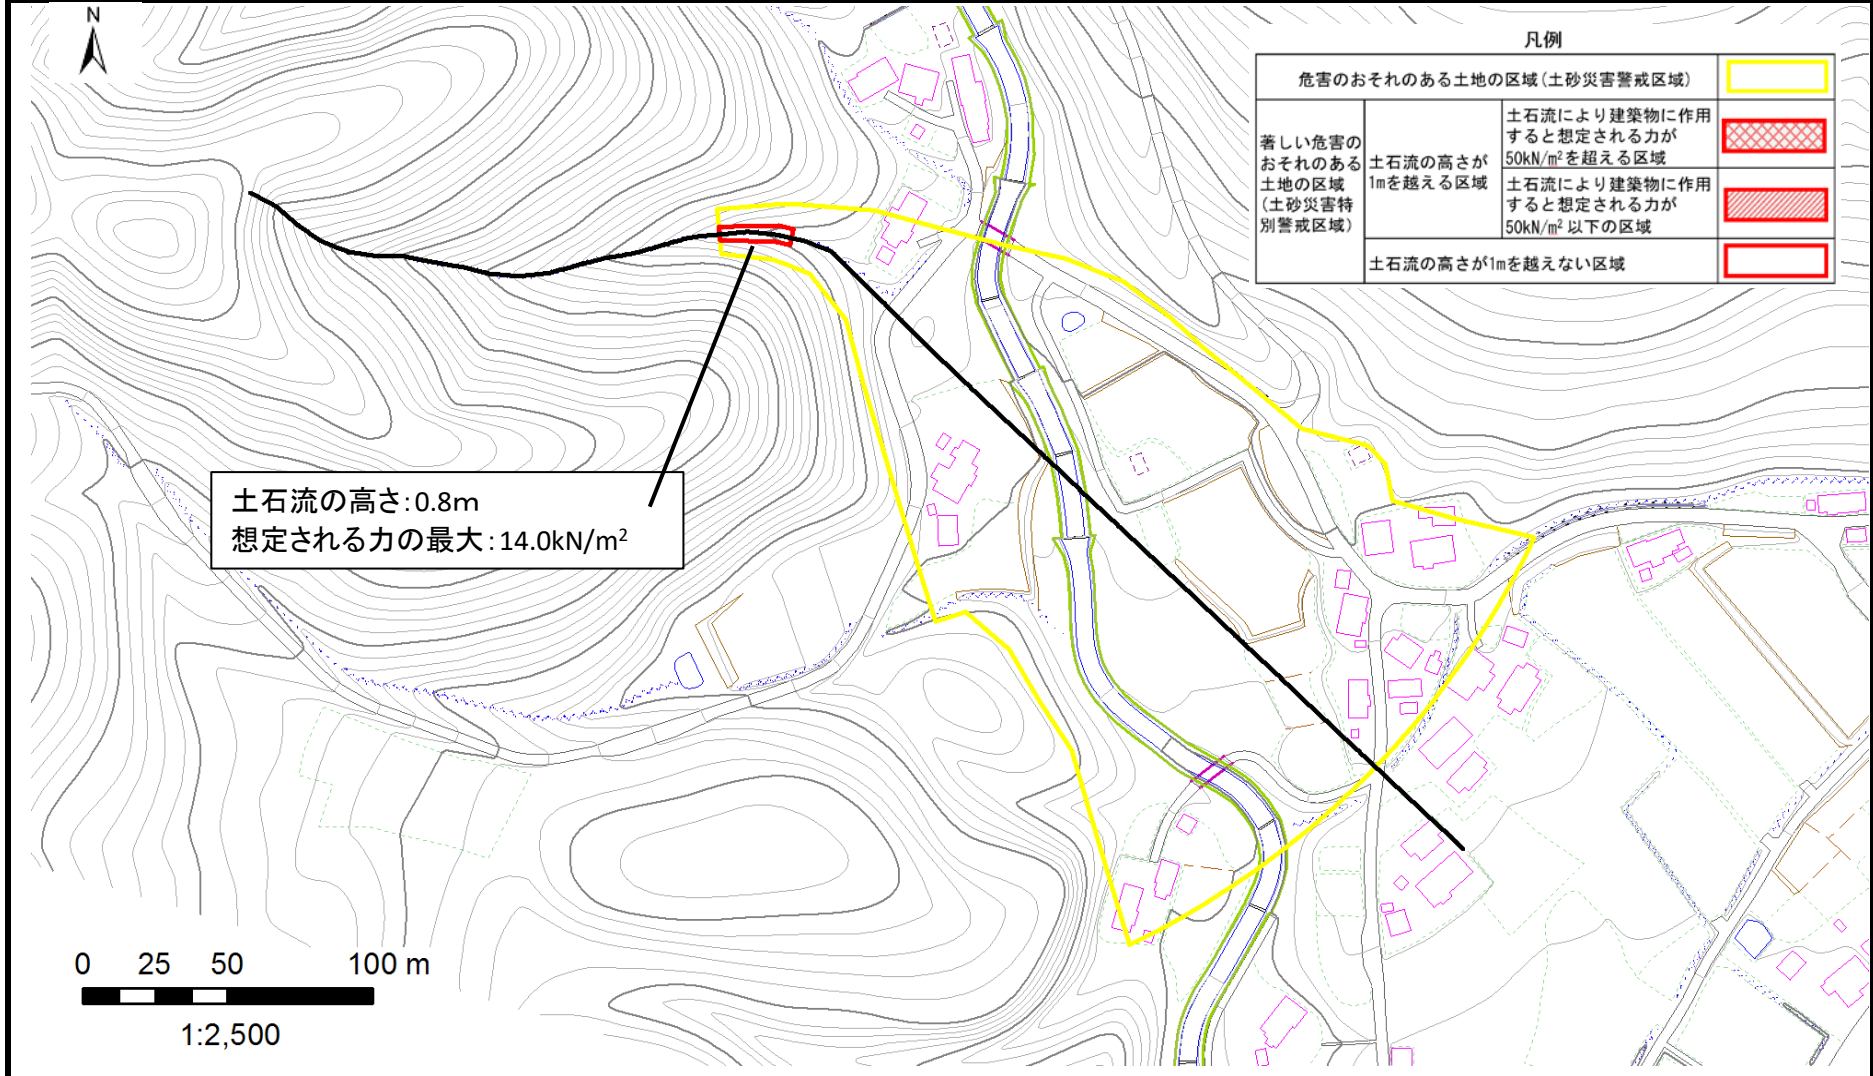 N
凡例
危害のおそれのある土地の区域(土砂災害警戒区域)
著しい危害の
おそれのある
土地の区域
(土砂災害特
別警戒区域)
土石流の高さが
1mを越える区域
土石流により建築物に作用
すると想定される力が
50kN/㎡を超える区域
土石流により建築物に作用
すると想定される力が
50kN/㎡ 以下の区域
土石流の高さが1mを越えない区域
土石流の高さ:0.8m
想定される力の最大:14.0kN/m²
0 25 50 100 m
1:2,500